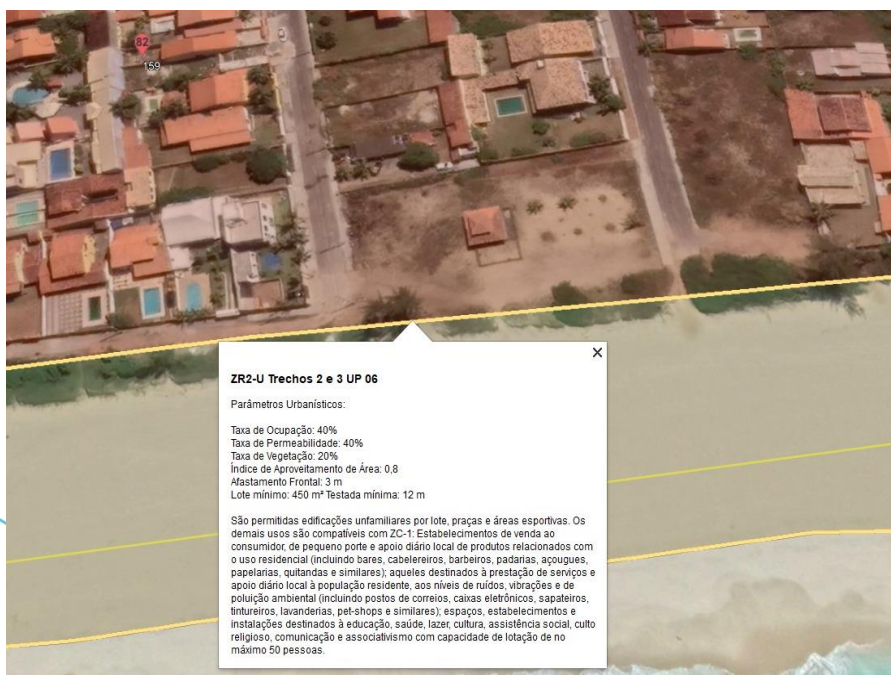 82
159
ZR2-U Trechos 2 e 3 UP 06
Parâmetros Urbanísticos:
Taxa de Ocupação: 40%
Taxa de Permeabilidade: 40%
Taxa de Vegetação: 20%
Índice de Aproveitamento de Área: 0,8
Afastamento Frontal: 3 m
Lote mínimo: 450 m² Testada mínima: 12 m
São permitidas edificações unfamiliares por lote, praças e áreas esportivas. Os
demais usos são compatíveis com ZC-1: Estabelecimentos de venda ao
consumidor, de pequeno porte e apoio diário local de produtos relacionados com
o uso residencial (incluindo bares, cabelereiros, barbeiros, padarias, açougues,
papelarias, quitandas e similares); aqueles destinados à prestação de serviços e
apoio diário local à população residente, aos níveis de ruídos, vibrações e de
poluição ambiental (incluindo postos de correios, caixas eletrônicos, sapateiros,
tintureiros, lavanderias, pet-shops e similares); espaços, estabelecimentos e
instalações destinados à educação, saúde, lazer, cultura, assistência social, culto
religioso, comunicação e associativismo com capacidade de lotação de no
máximo 50 pessoas.